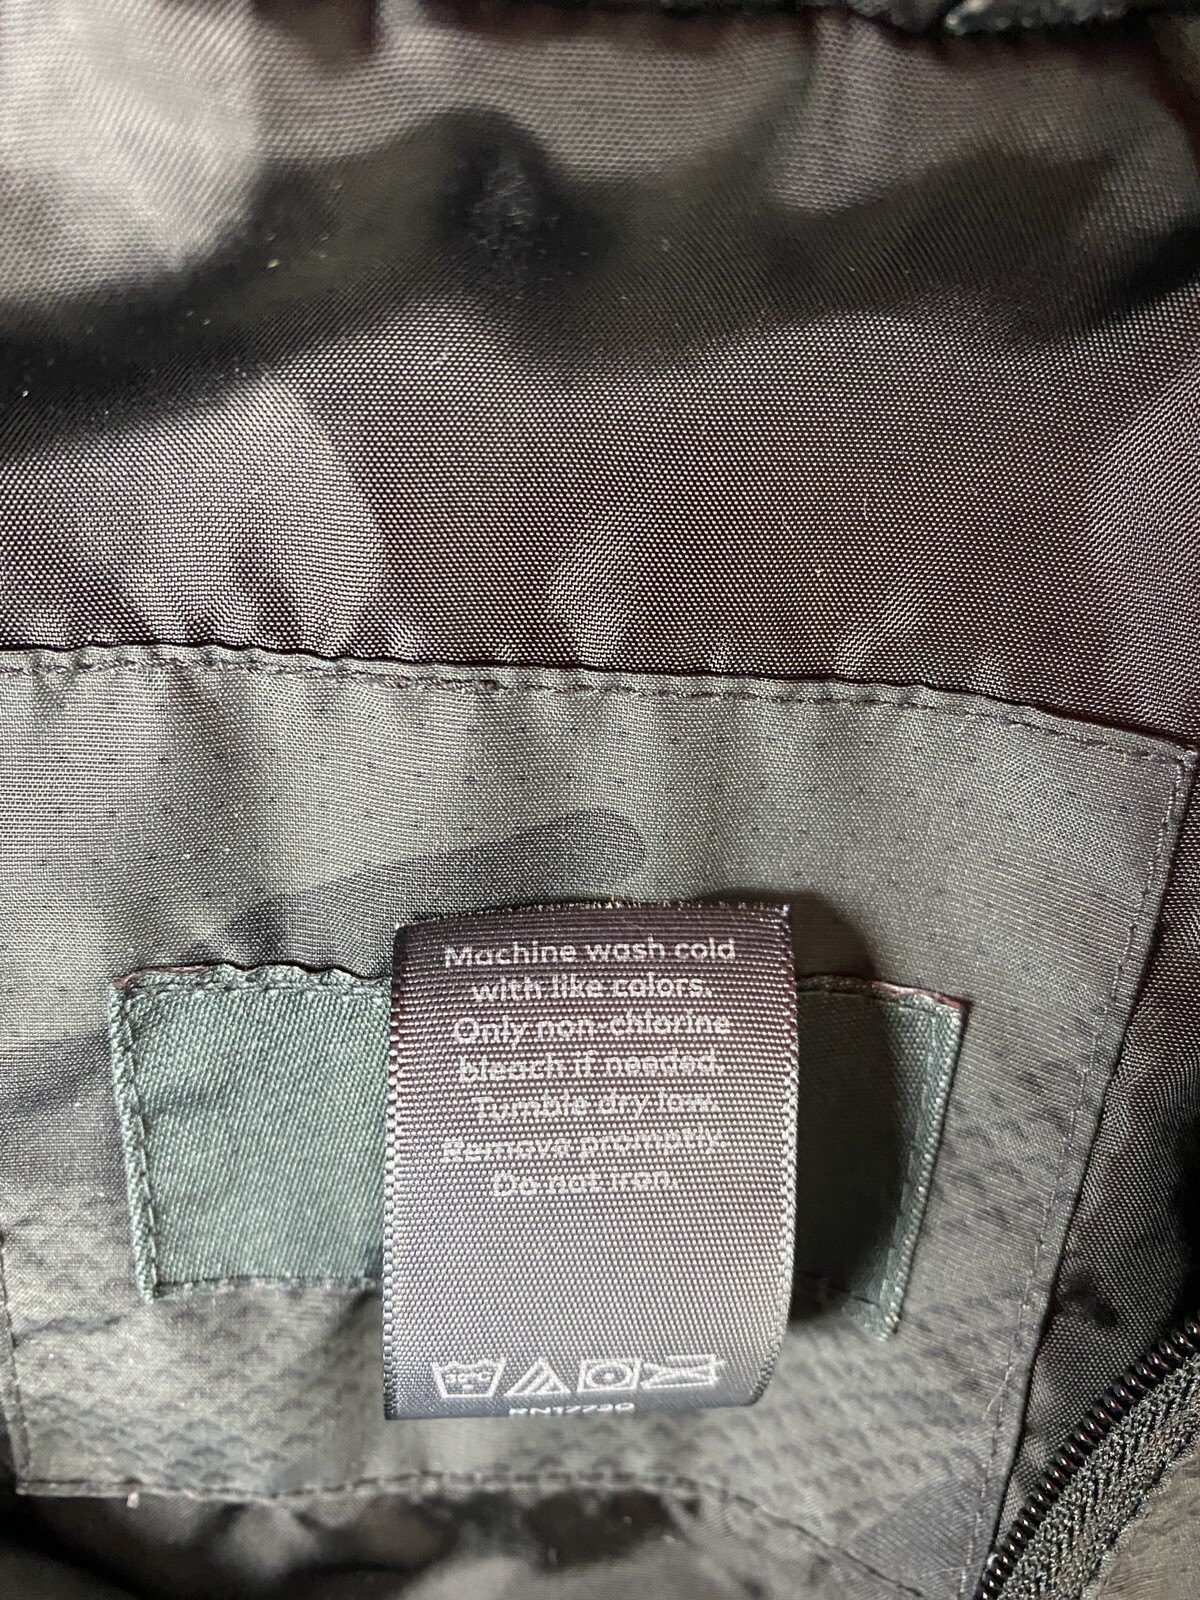 Machine wash cold
with like colors.
Only non-chlorine
bleach if needed.
Tumble dry low.
Remove promptly.
Do not iron.
RN17730